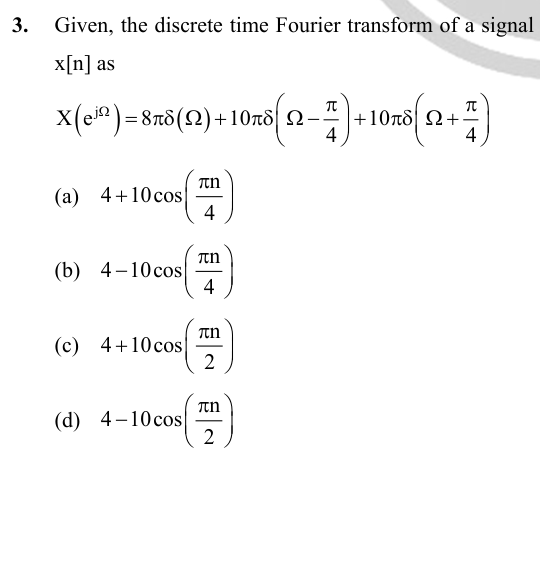 3. Given, the discrete time Fourier transform of a signal
x[n] as
X(e^{jΩ}) = 8πδ(Ω) + 10πδ(Ω − π/4) + 10πδ(Ω + π/4)
(a) 4 + 10cos(πn/4)
(b) 4 − 10cos(πn/4)
(c) 4 + 10cos(πn/2)
(d) 4 − 10cos(πn/2)